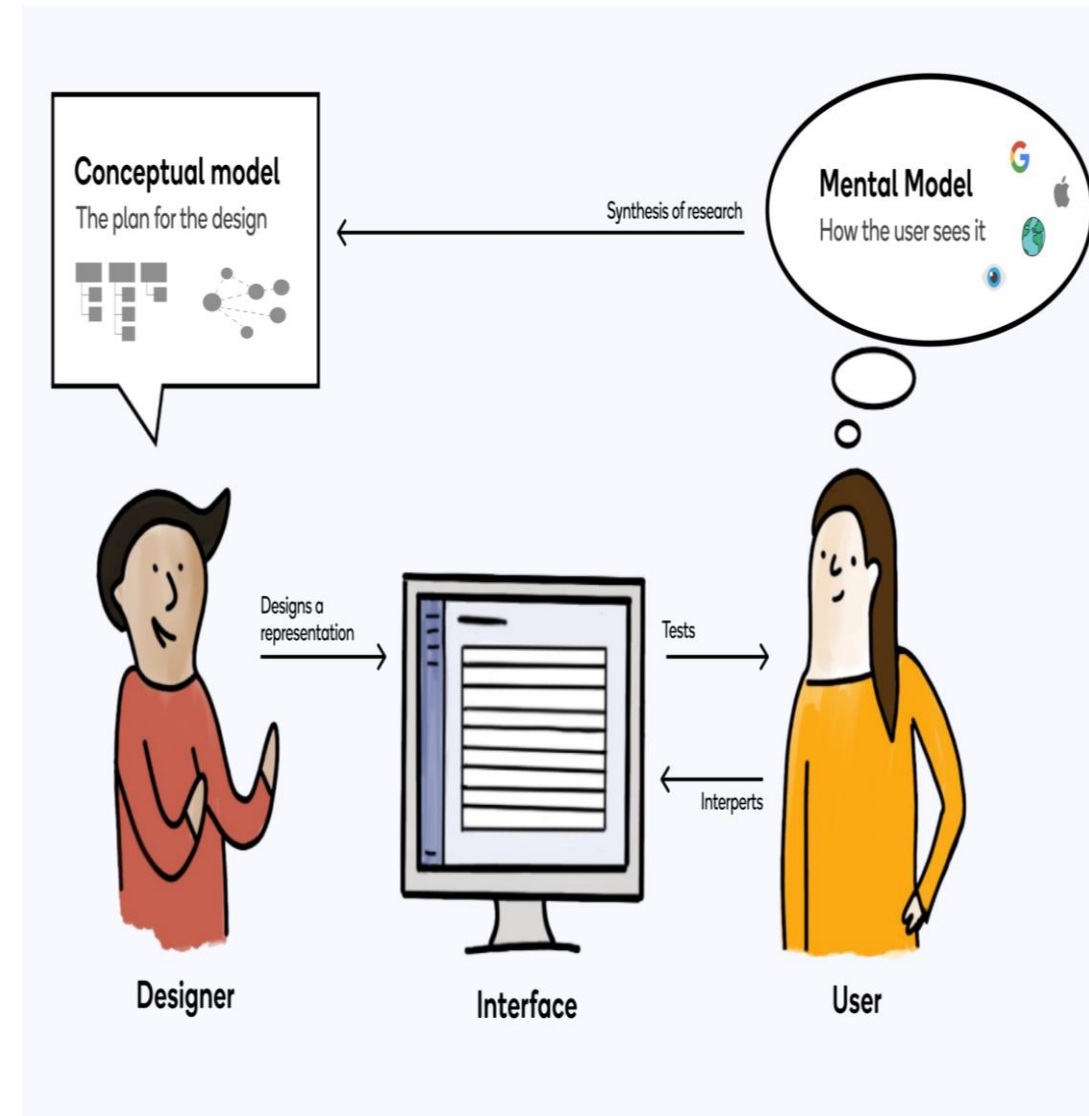 Conceptual model
The plan for the design
Synthesis of research
Mental Model
How the user sees it
G
Designs a
representation
Tests
Interperts
Designer
Interface
User